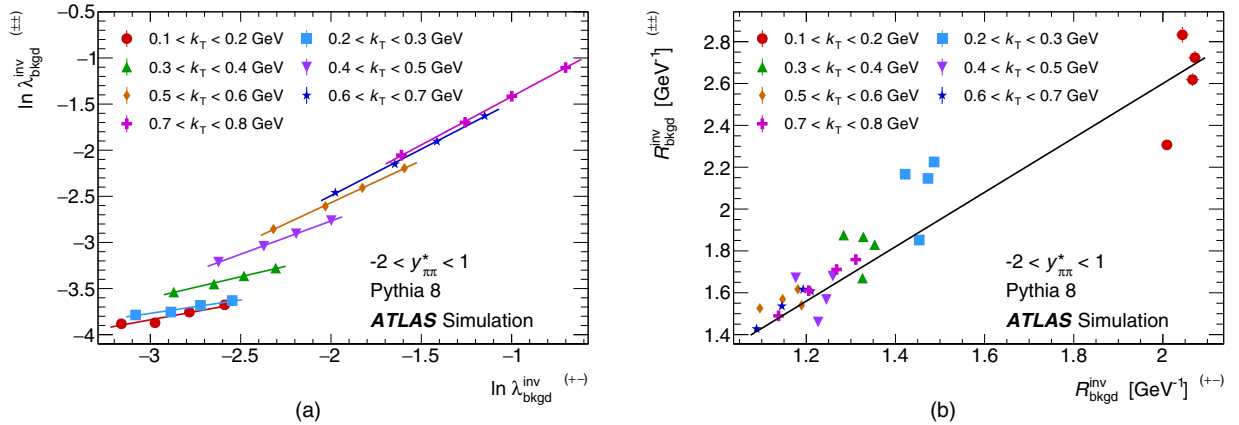 ln λ^inv_bkgd (±±)
0.1 < k_T < 0.2 GeV
0.2 < k_T < 0.3 GeV
0.3 < k_T < 0.4 GeV
0.4 < k_T < 0.5 GeV
0.5 < k_T < 0.6 GeV
0.6 < k_T < 0.7 GeV
0.7 < k_T < 0.8 GeV
-2 < y*_ππ < 1
Pythia 8
ATLAS Simulation
0
−0.5
−1
−1.5
−2
−2.5
−3
−3.5
−4
−3 −2.5 −2 −1.5 −1
ln λ^inv_bkgd (+−)
(a)
R^inv_bkgd [GeV⁻¹] (±±)
0.1 < k_T < 0.2 GeV
0.2 < k_T < 0.3 GeV
0.3 < k_T < 0.4 GeV
0.4 < k_T < 0.5 GeV
0.5 < k_T < 0.6 GeV
0.6 < k_T < 0.7 GeV
0.7 < k_T < 0.8 GeV
-2 < y*_ππ < 1
Pythia 8
ATLAS Simulation
2.8
2.6
2.4
2.2
2
1.8
1.6
1.4
1.2 1.4 1.6 1.8 2
R^inv_bkgd [GeV⁻¹] (+−)
(b)